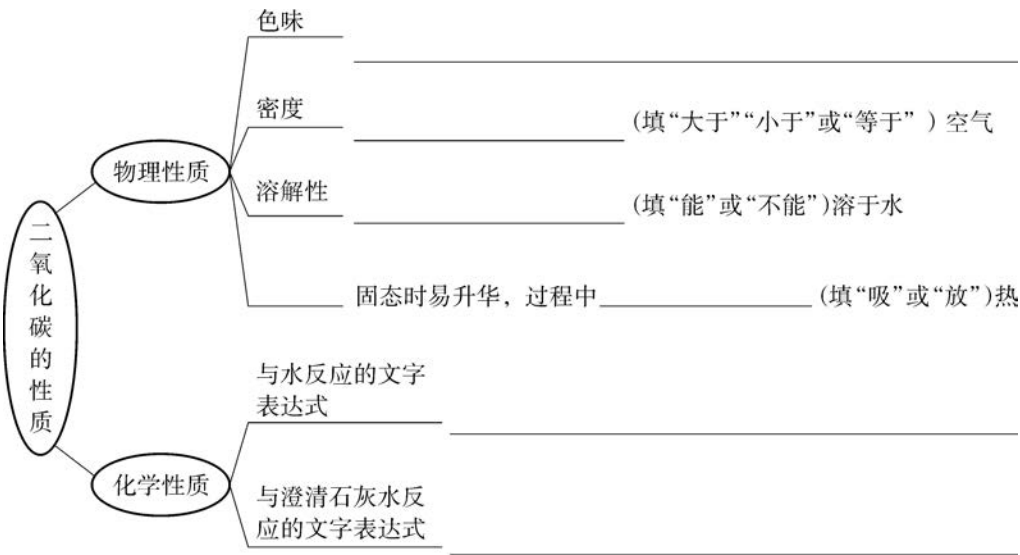 色味
密度
(填“大于”“小于”或“等于”)空气
物理性质
溶解性
(填“能”或“不能”)溶于水
固态时易升华，过程中 (填“吸”或“放”)热
二氧化碳的性质
与水反应的文字
表达式
化学性质
与澄清石灰水反
应的文字表达式